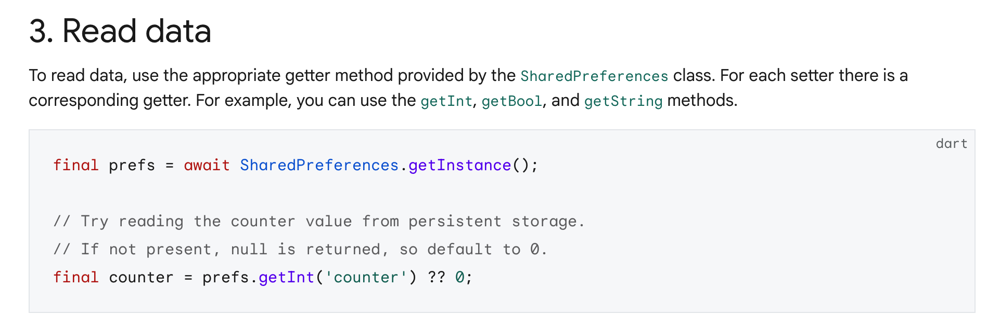 3. Read data
To read data, use the appropriate getter method provided by the SharedPreferences class. For each setter there is a
corresponding getter. For example, you can use the getInt, getBool, and getString methods.
dart
final prefs = await SharedPreferences.getInstance();
// Try reading the counter value from persistent storage.
// If not present, null is returned, so default to 0.
final counter = prefs.getInt('counter') ?? 0;